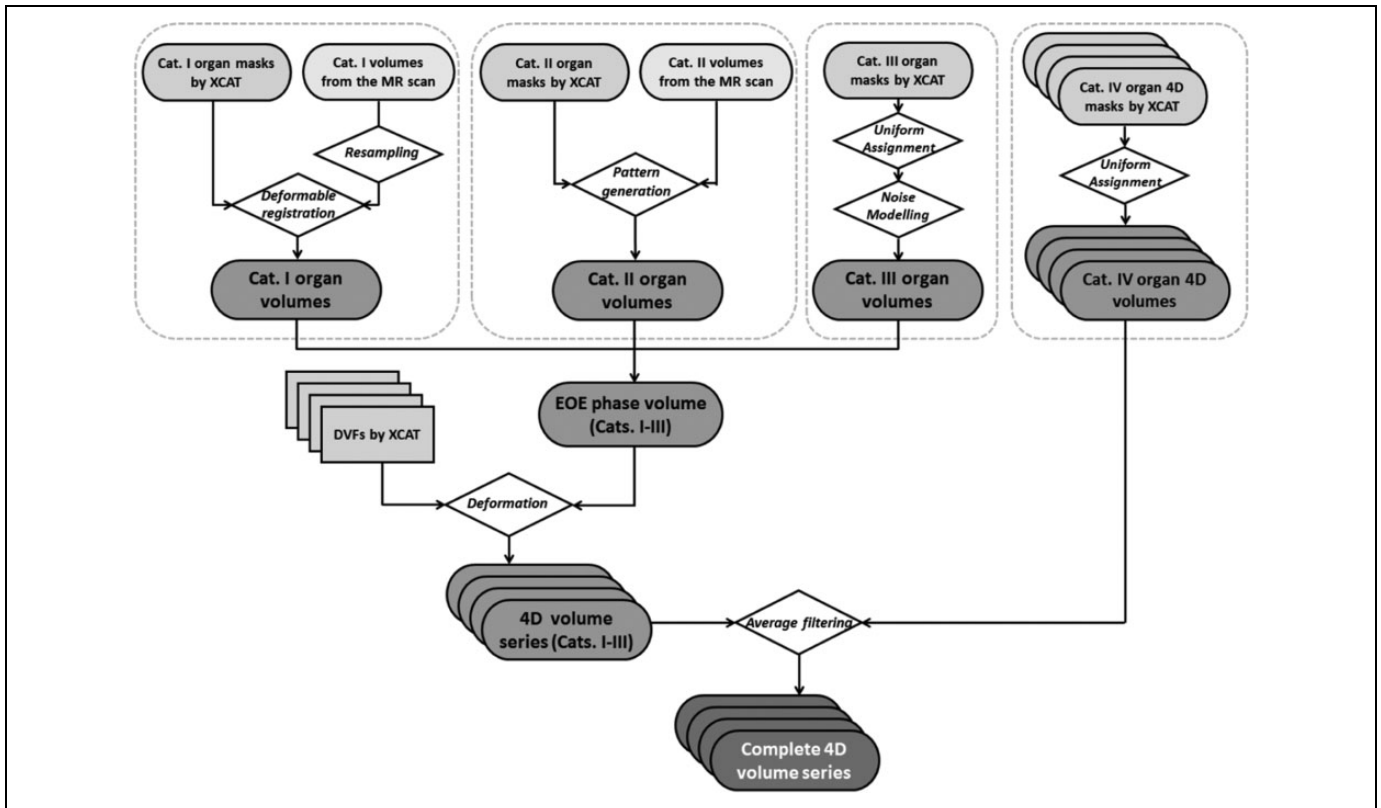 Cat. I organ masks
by XCAT
Cat. I volumes
from the MR scan
Resampling
Deformable
registration
Cat. I organ
volumes
Cat. II organ
masks by XCAT
Cat. II volumes
from the MR scan
Pattern
generation
Cat. II organ
volumes
Cat. III organ
masks by XCAT
Uniform
Assignment
Noise
Modelling
Cat. III organ
volumes
Cat. IV organ 4D
masks by XCAT
Uniform
Assignment
Cat. IV organ 4D
volumes
EOE phase volume
(Cats. I-III)
DVFs by XCAT
Deformation
4D volume
series (Cats. I-III)
Average filtering
Complete 4D
volume series